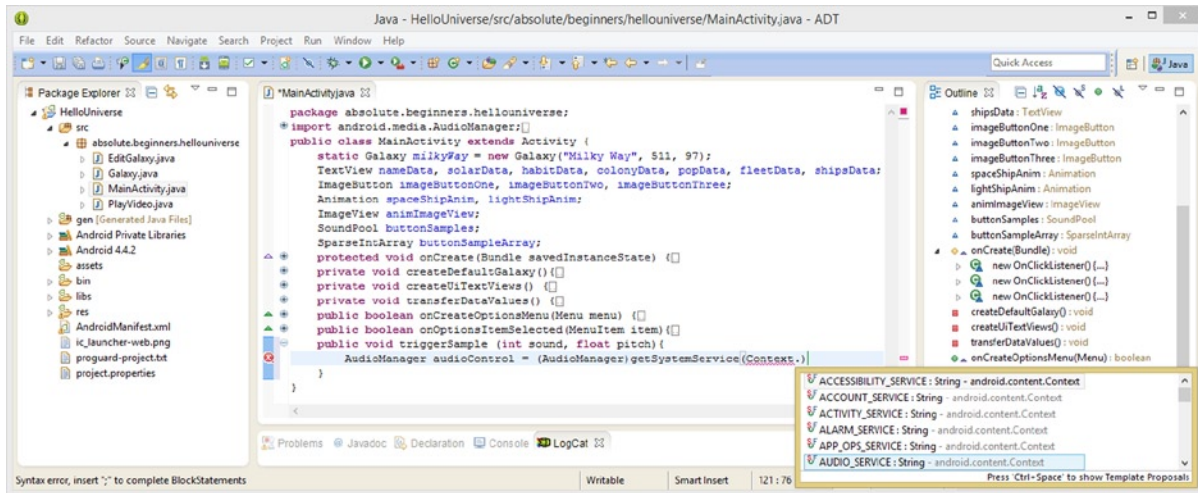 Java - HelloUniverse/src/absolute/beginners/hellouniverse/MainActivity.java - ADT
File Edit Refactor Source Navigate Search Project Run Window Help
Quick Access
Java
Package Explorer
HelloUniverse
src
absolute.beginners.hellouniverse
EditGalaxy.java
Galaxy.java
MainActivity.java
PlayVideo.java
gen [Generated Java Files]
Android Private Libraries
Android 4.4.2
assets
bin
libs
res
AndroidManifest.xml
ic_launcher-web.png
proguard-project.txt
project.properties
*MainActivity.java
package absolute.beginners.hellouniverse;
import android.media.AudioManager;
public class MainActivity extends Activity {
static Galaxy milkyWay = new Galaxy("Milky Way", 511, 97);
TextView nameData, solarData, habitData, colonyData, popData, fleetData, shipsData;
ImageButton imageButtonOne, imageButtonTwo, imageButtonThree;
Animation spaceShipAnim, lightShipAnim;
ImageView animImageView;
SoundPool buttonSamples;
SparseIntArray buttonSampleArray;
protected void onCreate(Bundle savedInstanceState) {
private void createDefaultGalaxy(){
private void createUiTextViews() {
private void transferDataValues() {
public boolean onCreateOptionsMenu(Menu menu) {
public boolean onOptionsItemSelected(MenuItem item){
public void triggerSample (int sound, float pitch){
AudioManager audioControl = (AudioManager)getSystemService(Context.)
}
}
Outline
shipsData : TextView
imageButtonOne : ImageButton
imageButtonTwo : ImageButton
imageButtonThree : ImageButton
spaceShipAnim : Animation
lightShipAnim : Animation
animImageView : ImageView
buttonSamples : SoundPool
buttonSampleArray : SparseIntArray
onCreate(Bundle) : void
new OnClickListener() {...}
new OnClickListener() {...}
new OnClickListener() {...}
createDefaultGalaxy() : void
createUiTextViews() : void
transferDataValues() : void
onCreateOptionsMenu(Menu) : boolean
ACCESSIBILITY_SERVICE : String - android.content.Context
ACCOUNT_SERVICE : String - android.content.Context
ACTIVITY_SERVICE : String - android.content.Context
ALARM_SERVICE : String - android.content.Context
APP_OPS_SERVICE : String - android.content.Context
AUDIO_SERVICE : String - android.content.Context
Press 'Ctrl+Space' to show Template Proposals
Problems Javadoc Declaration Console LogCat
Syntax error, insert ";" to complete BlockStatements Writable Smart Insert 121 : 76